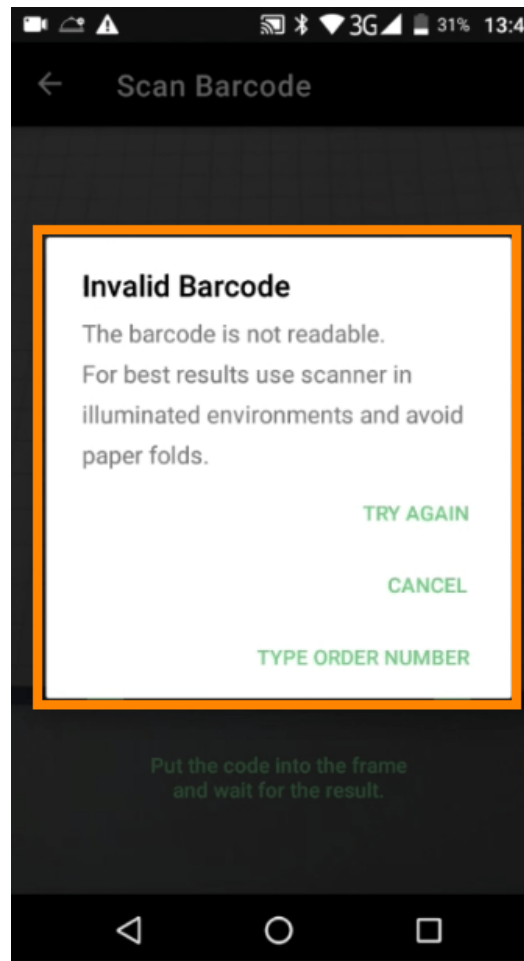 3G 31% 13:4
Scan Barcode
Invalid Barcode
The barcode is not readable.
For best results use scanner in
illuminated environments and avoid
paper folds.
TRY AGAIN
CANCEL
TYPE ORDER NUMBER
Put the code into the frame
and wait for the result.